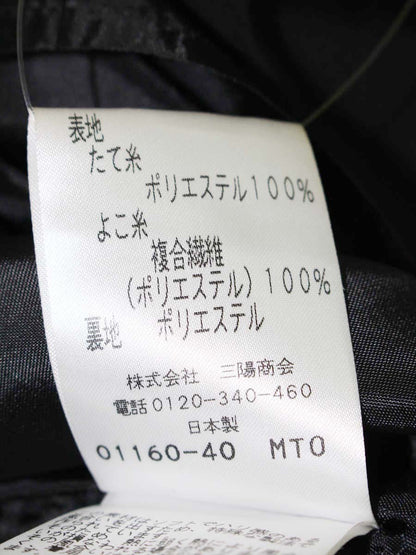 表地
たて糸
ポリエステル100%
よこ糸
複合繊維
(ポリエステル)100%
裏地 ポリエステル
株式会社 三陽商会
電話0120-340-460
日本製
01160-40 MTO